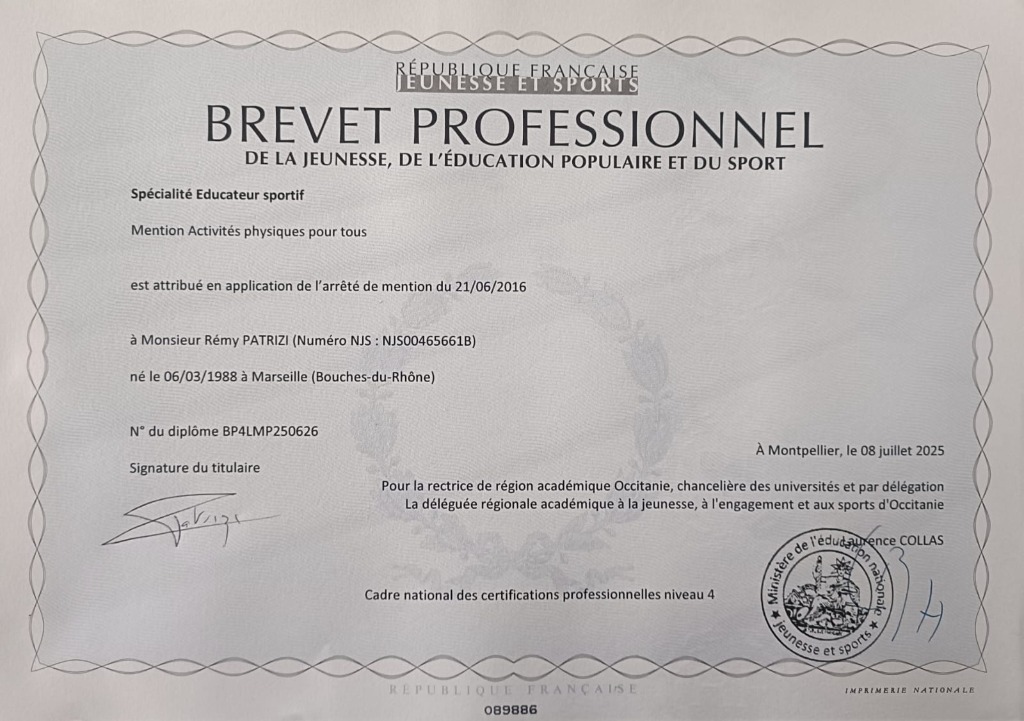 RÉPUBLIQUE FRANÇAISE
JEUNESSE ET SPORTS
BREVET PROFESSIONNEL
DE LA JEUNESSE, DE L'ÉDUCATION POPULAIRE ET DU SPORT
Spécialité Educateur sportif
Mention Activités physiques pour tous
est attribué en application de l'arrêté de mention du 21/06/2016
à Monsieur Rémy PATRIZI (Numéro NJS : NJS00465661B)
né le 06/03/1988 à Marseille (Bouches-du-Rhône)
N° du diplôme BP4LMP250626
À Montpellier, le 08 juillet 2025
Signature du titulaire
Patrizi
Pour la rectrice de région académique Occitanie, chancelière des universités et par délégation
La déléguée régionale académique à la jeunesse, à l'engagement et aux sports d'Occitanie
Laurence COLLAS
Ministère de l'éducation nationale
★ jeunesse et sports ★
Cadre national des certifications professionnelles niveau 4
RÉPUBLIQUE FRANÇAISE
IMPRIMERIE NATIONALE
089886